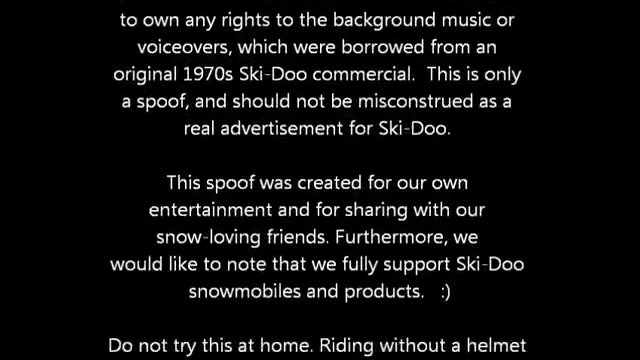 to own any rights to the background music or
voiceovers, which were borrowed from an
original 1970s Ski-Doo commercial.  This is only
a spoof, and should not be misconstrued as a
real advertisement for Ski-Doo.
This spoof was created for our own
entertainment and for sharing with our
snow-loving friends. Furthermore, we
would like to note that we fully support Ski-Doo
snowmobiles and products.   :)
Do not try this at home. Riding without a helmet